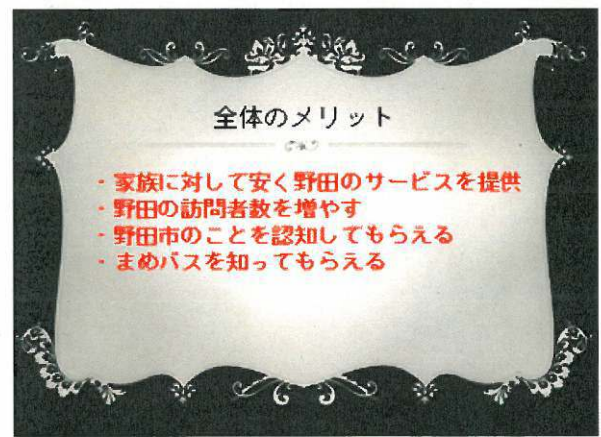 全体のメリット
・家族に対して安く野田のサービスを提供
・野田の訪問者数を増やす
・野田市のことを認知してもらえる
・まめバスを知ってもらえる